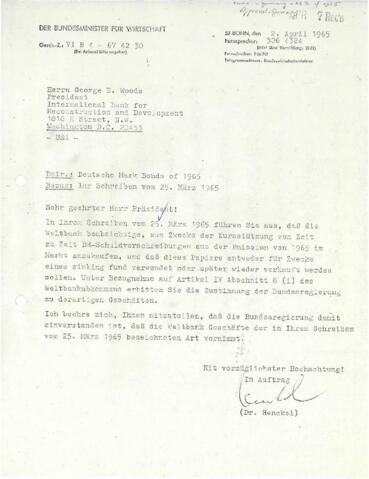 DER BUNDESMINISTER FÜR WIRTSCHAFT
Gesch.-Z.: VI B 4 - 67 42 30
(Bei Antwort bitte angeben)
53 BONN, den 2. April 1965
Fernsprecher: 306 4324
Herrn George D. Woods
President
International Bank for
Reconstruction and Development
1818 H Street, N.W.
Washington D.C. 20433
- USA -
Betr.: Deutsche Mark Bonds of 1965
Bezug: Ihr Schreiben vom 25. März 1965
Sehr geehrter Herr Präsident!
In Ihrem Schreiben vom 25. März 1965 führen Sie aus, daß die
Weltbank beabsichtigt, zum Zwecke der Kursstützung von Zeit
zu Zeit DM-Schuldverschreibungen aus der Emission von 1965 im
Markt anzukaufen, und daß diese Papiere entweder für Zwecke
eines sinking fund verwendet oder später wieder verkauft werden
sollen. Unter Bezugnahme auf Artikel IV Abschnitt 8 (i) des
Weltbankabkommens erbitten Sie die Zustimmung der Bundesregierung
zu derartigen Geschäften.
Ich beehre mich, Ihnen mitzuteilen, daß die Bundesregierung damit
einverstanden ist, daß die Weltbank Geschäfte der in Ihrem Schreiben
vom 25. März 1965 bezeichneten Art vornimmt.
Mit vorzüglichster Hochachtung!
Im Auftrag
(Dr. Henckel)